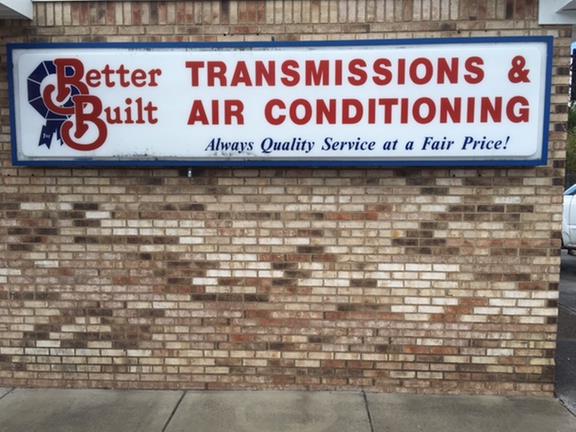 Better Built
TRANSMISSIONS &
AIR CONDITIONING
Always Quality Service at a Fair Price!